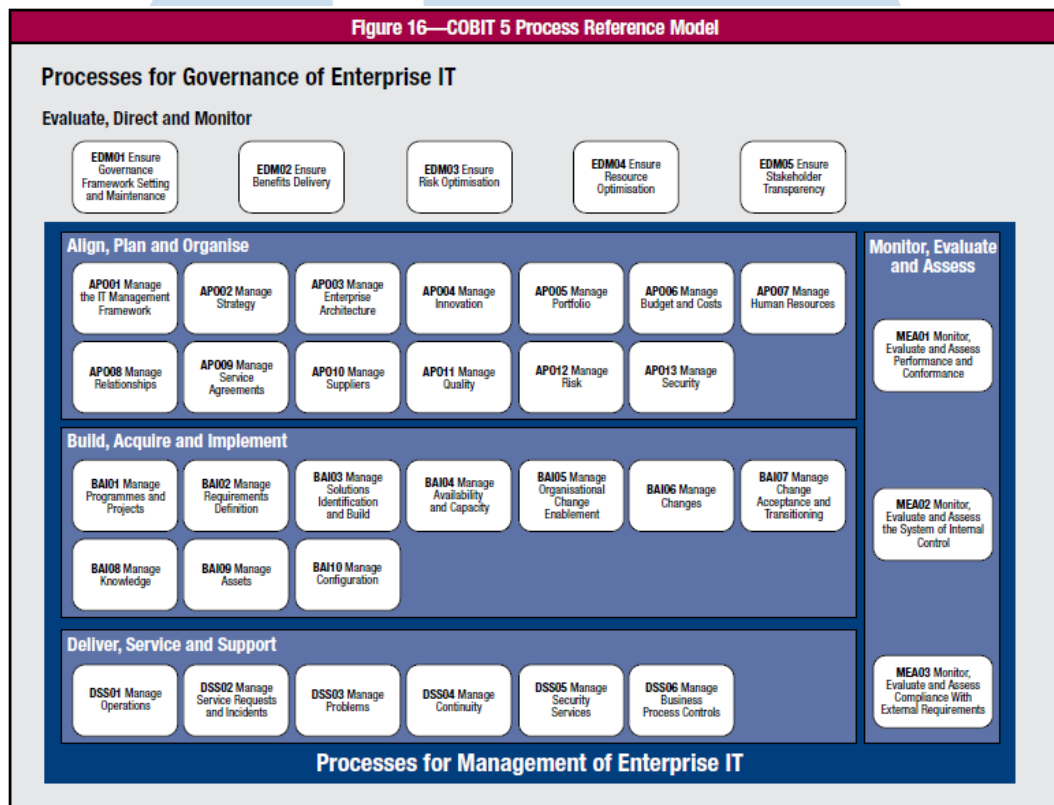 Figure 16—COBIT 5 Process Reference Model
Processes for Governance of Enterprise IT
Evaluate, Direct and Monitor
EDM01 Ensure
Governance
Framework Setting
and Maintenance
EDM02 Ensure
Benefits Delivery
EDM03 Ensure
Risk Optimisation
EDM04 Ensure
Resource
Optimisation
EDM05 Ensure
Stakeholder
Transparency
Align, Plan and Organise
APO01 Manage
the IT Management
Framework
APO02 Manage
Strategy
APO03 Manage
Enterprise
Architecture
APO04 Manage
Innovation
APO05 Manage
Portfolio
APO06 Manage
Budget and Costs
APO07 Manage
Human Resources
APO08 Manage
Relationships
APO09 Manage
Service
Agreements
APO10 Manage
Suppliers
APO11 Manage
Quality
APO12 Manage
Risk
APO13 Manage
Security
Build, Acquire and Implement
BAI01 Manage
Programmes and
Projects
BAI02 Manage
Requirements
Definition
BAI03 Manage
Solutions
Identification
and Build
BAI04 Manage
Availability
and Capacity
BAI05 Manage
Organisational
Change
Enablement
BAI06 Manage
Changes
BAI07 Manage
Change
Acceptance and
Transitioning
BAI08 Manage
Knowledge
BAI09 Manage
Assets
BAI10 Manage
Configuration
Deliver, Service and Support
DSS01 Manage
Operations
DSS02 Manage
Service Requests
and Incidents
DSS03 Manage
Problems
DSS04 Manage
Continuity
DSS05 Manage
Security
Services
DSS06 Manage
Business
Process Controls
Monitor, Evaluate
and Assess
MEA01 Monitor,
Evaluate and Assess
Performance and
Conformance
MEA02 Monitor,
Evaluate and Assess
the System of Internal
Control
MEA03 Monitor,
Evaluate and Assess
Compliance With
External Requirements
Processes for Management of Enterprise IT